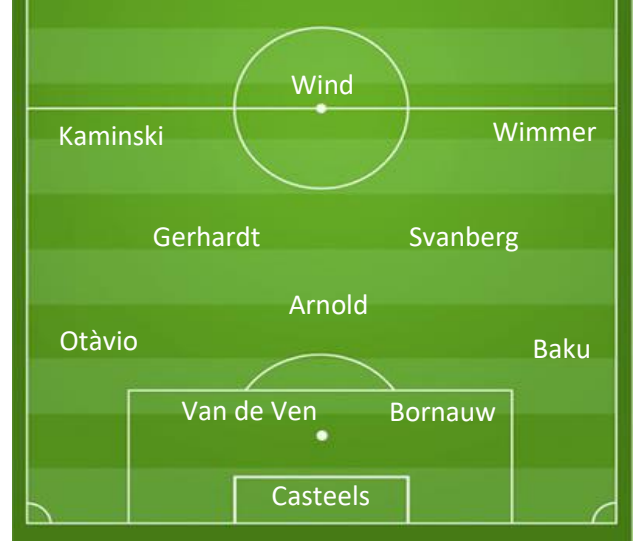 Wind
Kaminski
Wimmer
Gerhardt
Svanberg
Arnold
Otàvio
Baku
Van de Ven
Bornauw
Casteels